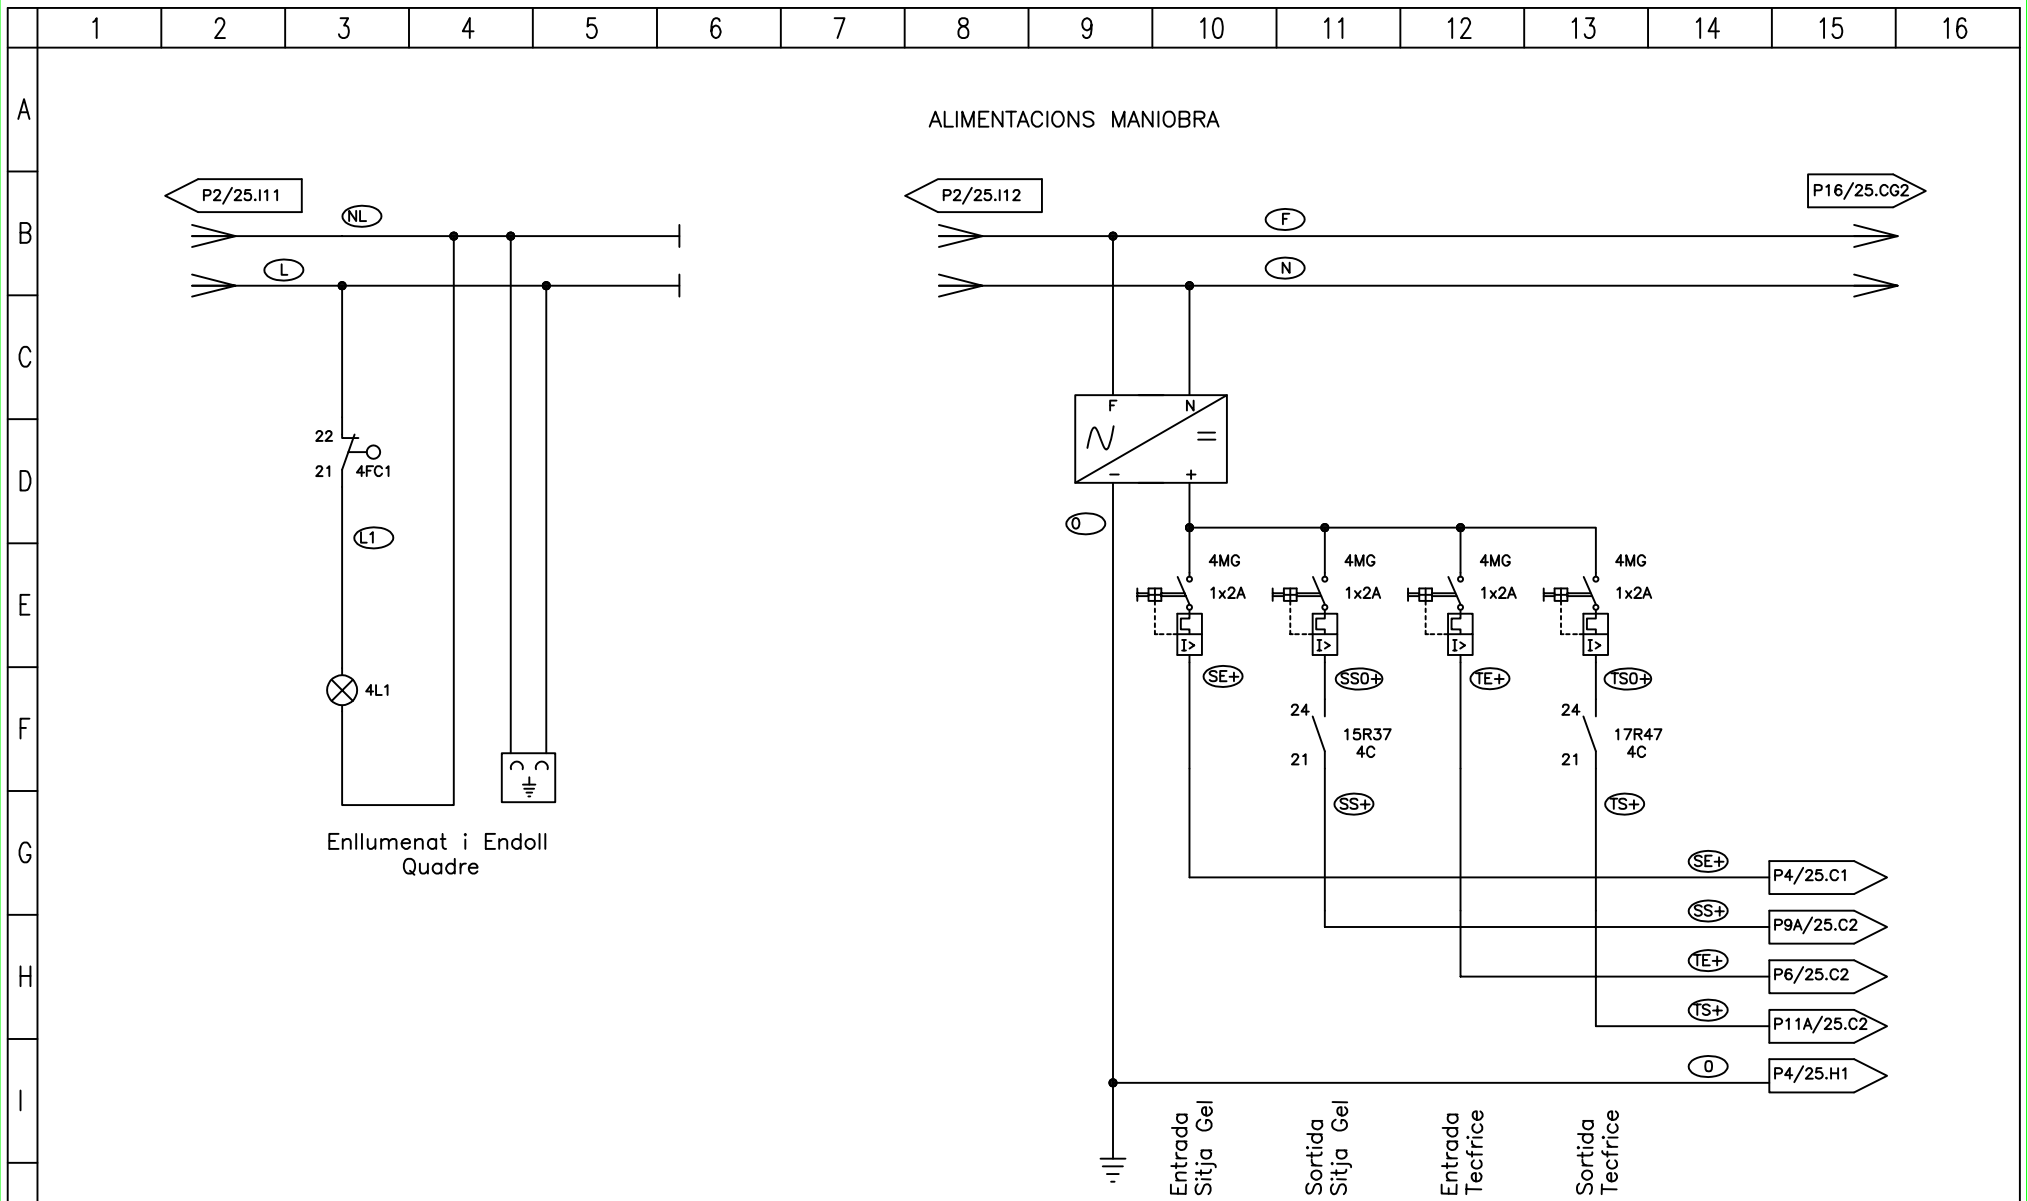 1 2 3 4 5 6 7 8 9 10 11 12 13 14 15 16
A
ALIMENTACIONS MANIOBRA
P2/25.I11
P2/25.I12
P16/25.CG2
B
NL
F
L
N
C
F N
22
21 4FC1
D
- +
L1
0
4MG 4MG 4MG 4MG
E
1x2A 1x2A 1x2A 1x2A
I> I> I> I>
SE+ SS0+ TE+ TS0+
4L1
F
24 24
15R37 17R47
4C 4C
21 21
SS+ TS+
Enllumenat i Endoll
Quadre
G
SE+ P4/25.C1
SS+ P9A/25.C2
H
TE+ P6/25.C2
TS+ P11A/25.C2
I
0 P4/25.H1
Entrada
Sitja Gel
Sortida
Sitja Gel
Entrada
Tecfrice
Sortida
Tecfrice